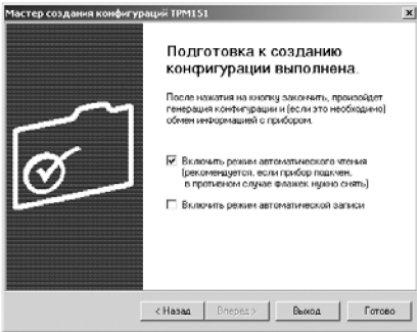 Мастер создания конфигураций ТРМ151
Подготовка к созданию
конфигурации выполнена.
После нажатия на кнопку закончить, произойдет
генерация конфигурации и (если это необходимо)
обмен информацией с прибором.
Включить режим автоматического чтения
(рекомендуется, если прибор подкчен,
в противном случае флажек нужно снять)
Включить режим автоматической записи
< Назад
Вперед >
Выход
Готово